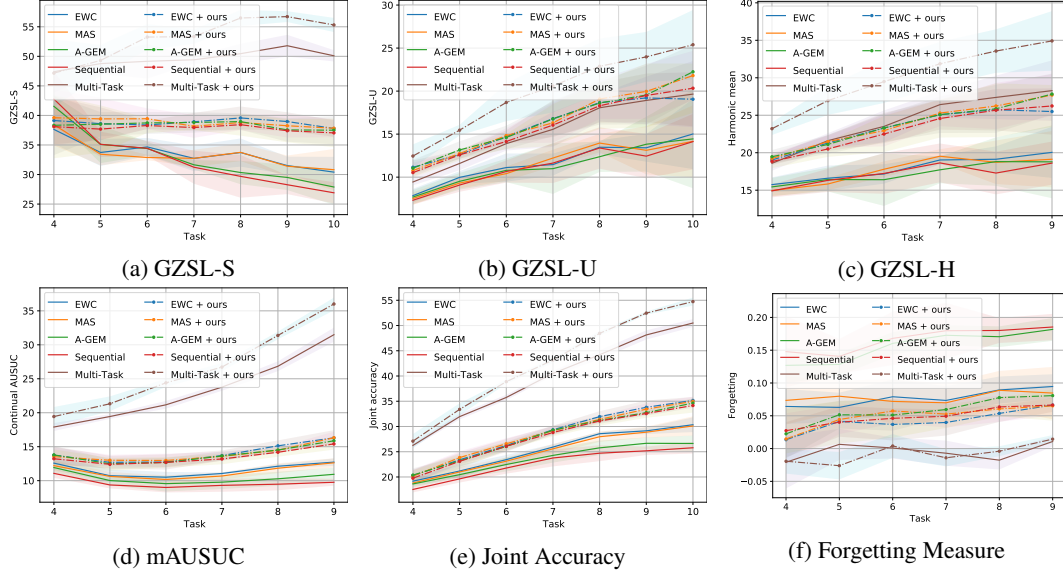 EWC
MAS
A-GEM
Sequential
Multi-Task
EWC + ours
MAS + ours
A-GEM + ours
Sequential + ours
Multi-Task + ours
GZSL-S
55
50
45
40
35
30
25
4 5 6 7 8 9 10
Task
(a) GZSL-S
EWC
MAS
A-GEM
Sequential
Multi-Task
EWC + ours
MAS + ours
A-GEM + ours
Sequential + ours
Multi-Task + ours
GZSL-U
30
25
20
15
10
4 5 6 7 8 9 10
Task
(b) GZSL-U
EWC
MAS
A-GEM
Sequential
Multi-Task
EWC + ours
MAS + ours
A-GEM + ours
Sequential + ours
Multi-Task + ours
Harmonic mean
40
35
30
25
20
15
4 5 6 7 8 9
Task
(c) GZSL-H
EWC
MAS
A-GEM
Sequential
Multi-Task
EWC + ours
MAS + ours
A-GEM + ours
Sequential + ours
Multi-Task + ours
Continual AUSUC
35
30
25
20
15
10
4 5 6 7 8 9
Task
(d) mAUSUC
EWC
MAS
A-GEM
Sequential
Multi-Task
EWC + ours
MAS + ours
A-GEM + ours
Sequential + ours
Multi-Task + ours
Joint accuracy
55
50
45
40
35
30
25
20
4 5 6 7 8 9 10
Task
(e) Joint Accuracy
EWC
MAS
A-GEM
Sequential
Multi-Task
EWC + ours
MAS + ours
A-GEM + ours
Sequential + ours
Multi-Task + ours
Forgetting
0.20
0.15
0.10
0.05
0.00
−0.05
4 5 6 7 8 9
Task
(f) Forgetting Measure